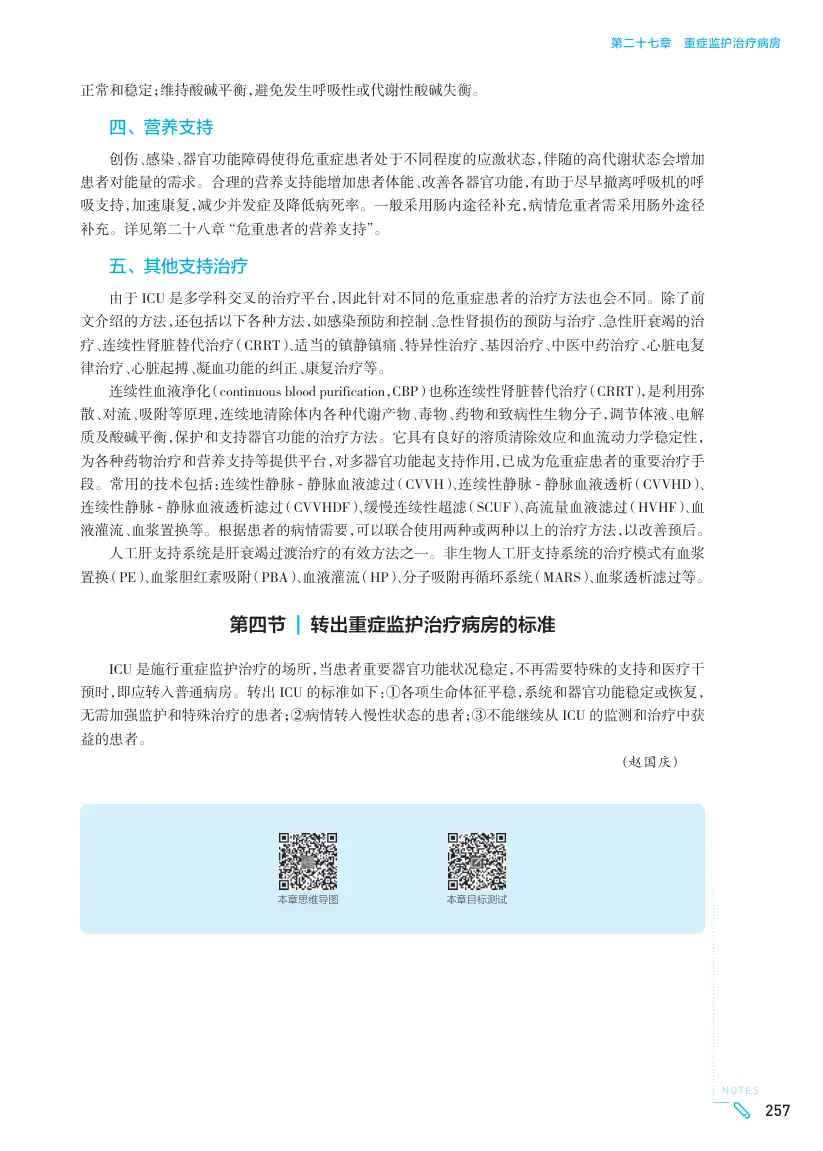 第二十七章 重症监护治疗病房
正常和稳定;维持酸碱平衡,避免发生呼吸性或代谢性酸碱失衡。
四、营养支持
创伤、感染、器官功能障碍使得危重症患者处于不同程度的应激状态,伴随的高代谢状态会增加
患者对能量的需求。合理的营养支持能增加患者体能、改善各器官功能,有助于尽早撤离呼吸机的呼
吸支持,加速康复,减少并发症及降低病死率。一般采用肠内途径补充,病情危重者需采用肠外途径
补充。详见第二十八章“危重患者的营养支持”。
五、其他支持治疗
由于 ICU 是多学科交叉的治疗平台,因此针对不同的危重症患者的治疗方法也会不同。除了前
文介绍的方法,还包括以下各种方法,如感染预防和控制、急性肾损伤的预防与治疗、急性肝衰竭的治
疗、连续性肾脏替代治疗(CRRT)、适当的镇静镇痛、特异性治疗、基因治疗、中医中药治疗、心脏电复
律治疗、心脏起搏、凝血功能的纠正、康复治疗等。
连续性血液净化(continuous blood purification,CBP)也称连续性肾脏替代治疗(CRRT),是利用弥
散、对流、吸附等原理,连续地清除体内各种代谢产物、毒物、药物和致病性生物分子,调节体液、电解
质及酸碱平衡,保护和支持器官功能的治疗方法。它具有良好的溶质清除效应和血流动力学稳定性,
为各种药物治疗和营养支持等提供平台,对多器官功能起支持作用,已成为危重症患者的重要治疗手
段。常用的技术包括:连续性静脉 - 静脉血液滤过(CVVH)、连续性静脉 - 静脉血液透析(CVVHD)、
连续性静脉 - 静脉血液透析滤过(CVVHDF)、缓慢连续性超滤(SCUF)、高流量血液滤过(HVHF)、血
液灌流、血浆置换等。根据患者的病情需要,可以联合使用两种或两种以上的治疗方法,以改善预后。
人工肝支持系统是肝衰竭过渡治疗的有效方法之一。非生物人工肝支持系统的治疗模式有血浆
置换(PE)、血浆胆红素吸附(PBA)、血液灌流(HP)、分子吸附再循环系统(MARS)、血浆透析滤过等。
第四节 | 转出重症监护治疗病房的标准
ICU 是施行重症监护治疗的场所,当患者重要器官功能状况稳定,不再需要特殊的支持和医疗干
预时,即应转入普通病房。转出 ICU 的标准如下:①各项生命体征平稳,系统和器官功能稳定或恢复,
无需加强监护和特殊治疗的患者;②病情转入慢性状态的患者;③不能继续从 ICU 的监测和治疗中获
益的患者。
(赵国庆)
本章思维导图 本章目标测试
NOTES
257